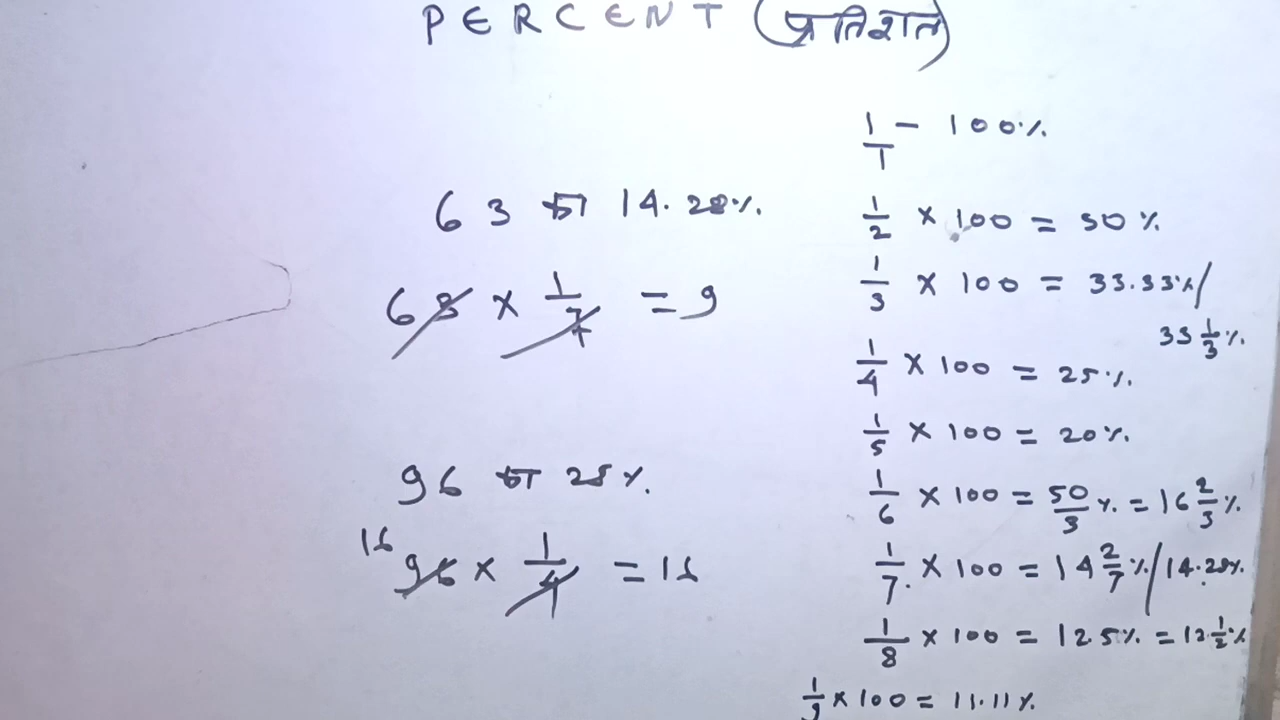 PERCENT (प्रतिशत)
63 का 14.28%
63 × 1/7 = 9
96 का 25%
16
96 × 1/4 = 16
1/1 - 100%
1/2 × 100 = 50%
1/3 × 100 = 33.33% /
33 1/3 %
1/4 × 100 = 25%
1/5 × 100 = 20%
1/6 × 100 = 50/3 % = 16 2/3 %
1/7 × 100 = 14 2/7 % / 14.28%
1/8 × 100 = 12.5% = 12 1/2 %
1/9 × 100 = 11.11%